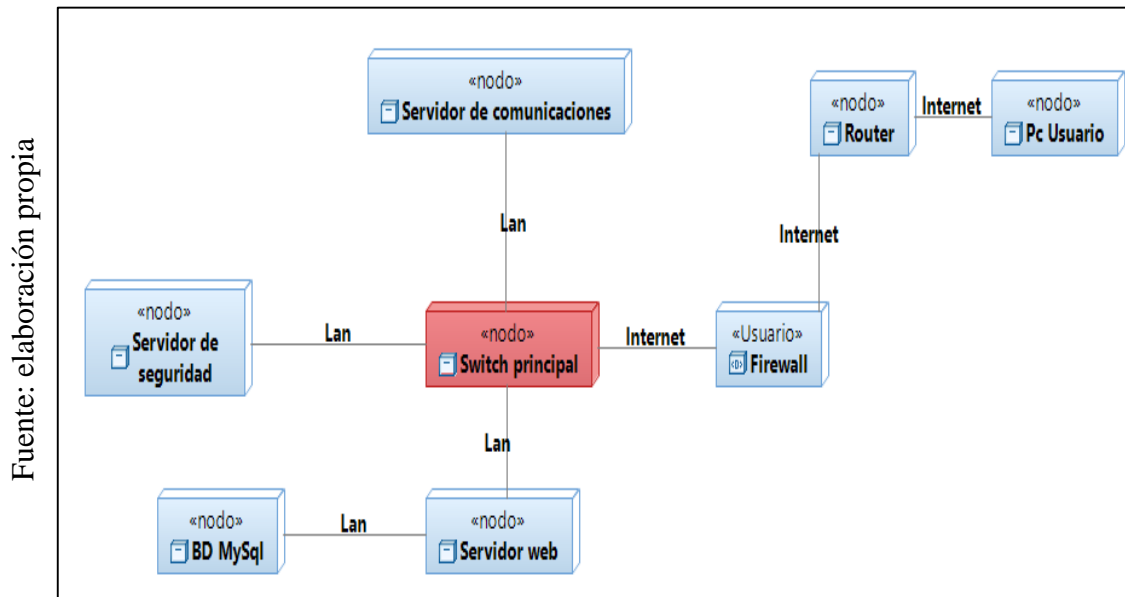 Fuente: elaboración propia
«nodo»
Servidor de comunicaciones
«nodo»
Router
Internet
«nodo»
Pc Usuario
Lan
Internet
«nodo»
Servidor de
seguridad
Lan
«nodo»
Switch principal
Internet
«Usuario»
Firewall
Lan
«nodo»
BD MySql
Lan
«nodo»
Servidor web